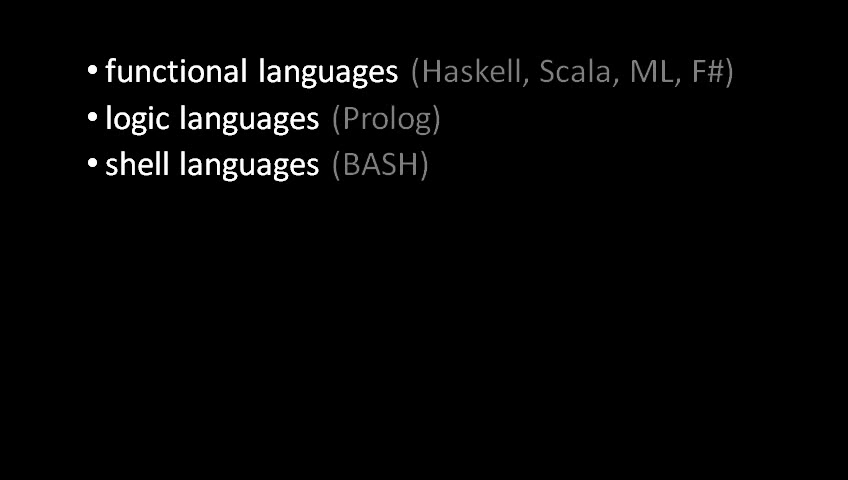 • functional languages (Haskell, Scala, ML, F#)
• logic languages (Prolog)
• shell languages (BASH)